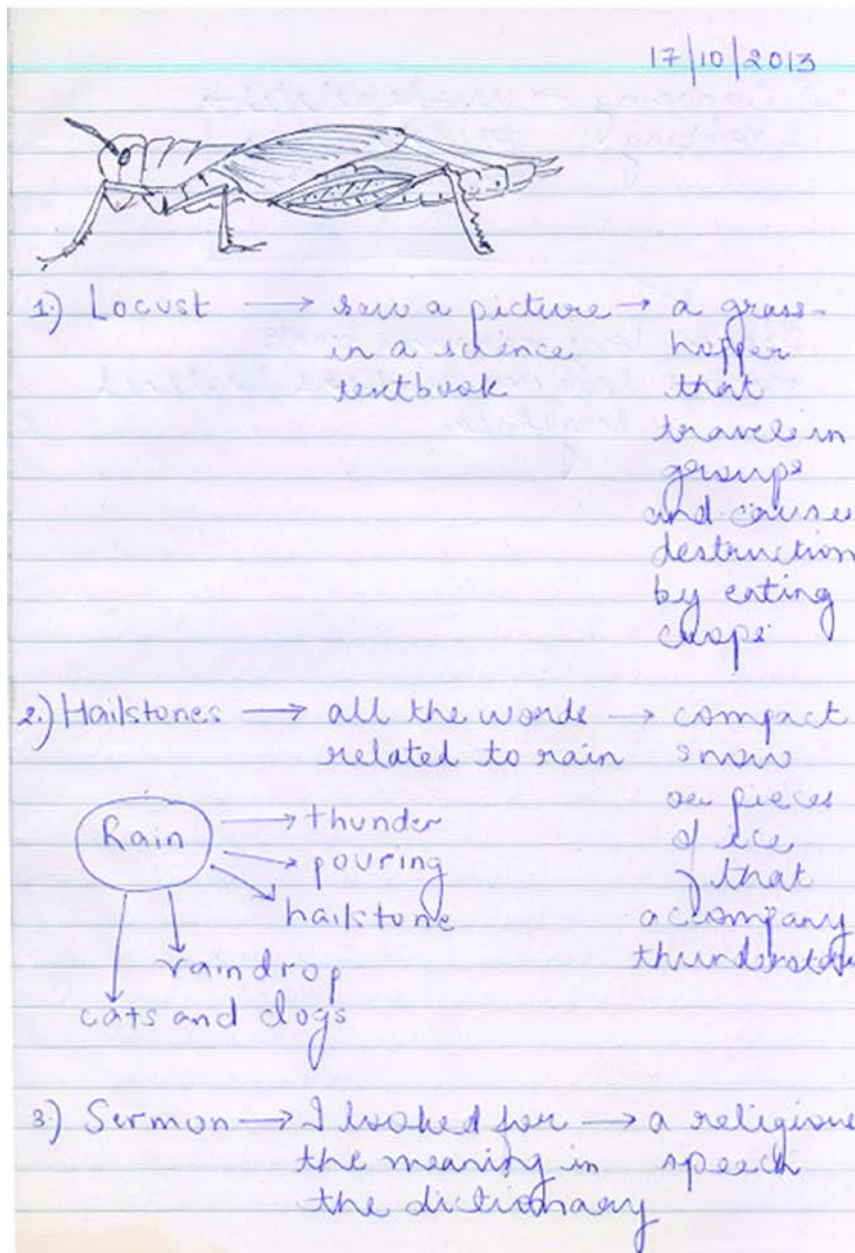 17/10/2013
1.) Locust → saw a picture → a grass-
in a science hopper
textbook that
travels in
groups
and causes
destruction
by eating
crops
2.) Hailstones → all the words → compact
related to rain snow
or pieces
of ice
that
accompany
Rain → thunder
→ pouring
hailstone
raindrop
cats and dogs
3.) Sermon → I looked for → a religious
the meaning in speech
the dictionary